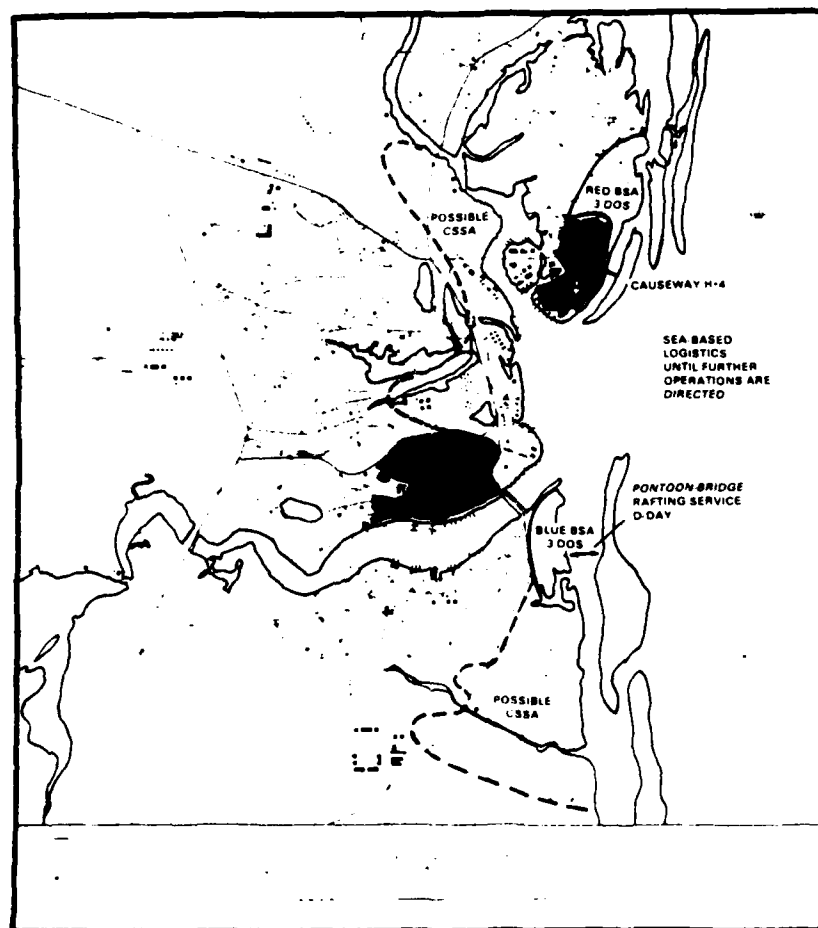 RED BSA
3 DOS
POSSIBLE
CSSA
CAUSEWAY H+4
SEA-BASED
LOGISTICS
UNTIL FURTHER
OPERATIONS ARE
DIRECTED
PONTOON-BRIDGE
RAFTING SERVICE
D-DAY
BLUE BSA
3 DOS
POSSIBLE
CSSA